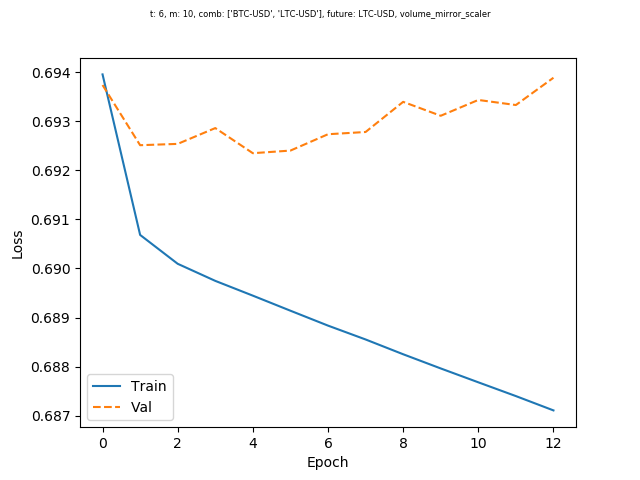 t: 6, m: 10, comb: ['BTC-USD', 'LTC-USD'], future: LTC-USD, volume_mirror_scaler
0.694
0.693
0.692
0.691
0.690
0.689
0.688
0.687
Loss
Train
Val
0 2 4 6 8 10 12
Epoch